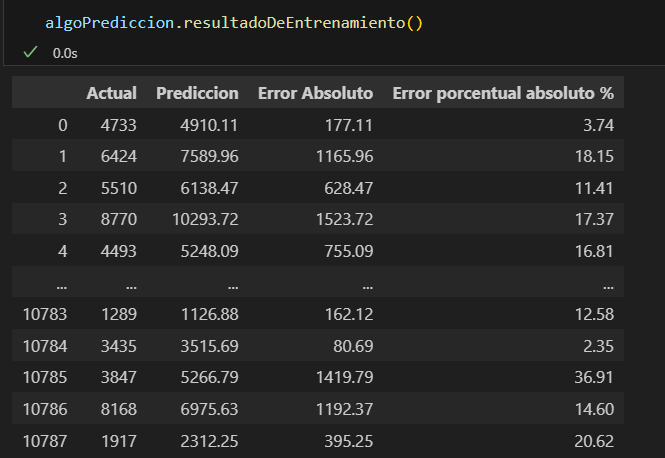 algoPrediccion.resultadoDeEntrenamiento()
0.0s
Actual Prediccion Error Absoluto Error porcentual absoluto %
0 4733 4910.11 177.11 3.74
1 6424 7589.96 1165.96 18.15
2 5510 6138.47 628.47 11.41
3 8770 10293.72 1523.72 17.37
4 4493 5248.09 755.09 16.81
... ... ... ... ...
10783 1289 1126.88 162.12 12.58
10784 3435 3515.69 80.69 2.35
10785 3847 5266.79 1419.79 36.91
10786 8168 6975.63 1192.37 14.60
10787 1917 2312.25 395.25 20.62